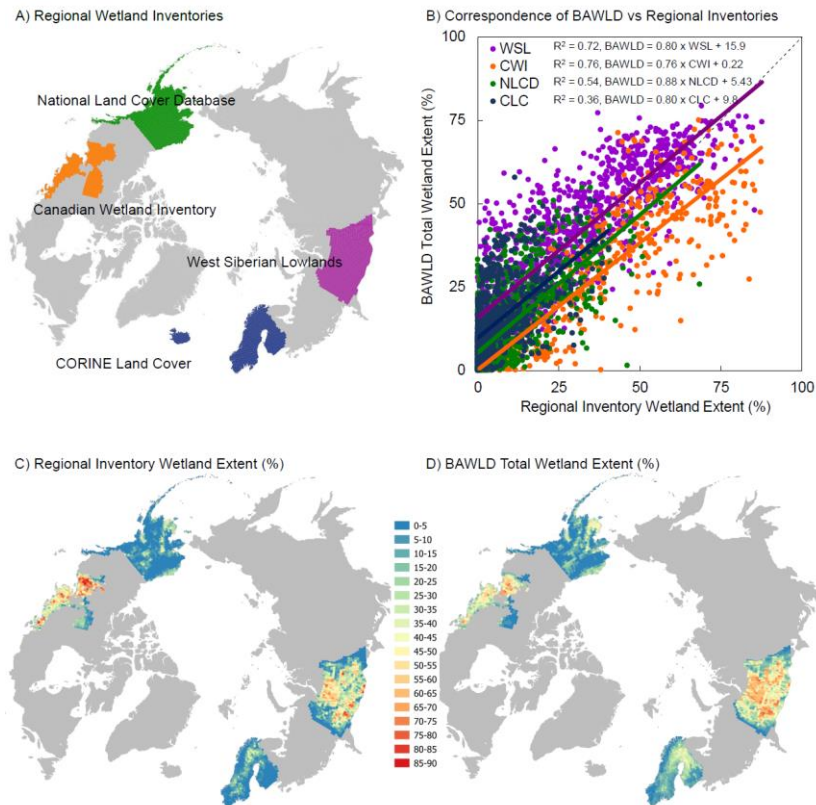 A) Regional Wetland Inventories
National Land Cover Database
Canadian Wetland Inventory
West Siberian Lowlands
CORINE Land Cover
B) Correspondence of BAWLD vs Regional Inventories
BAWLD Total Wetland Extent (%)
100
75
50
25
0
WSL R² = 0.72, BAWLD = 0.80 x WSL + 15.9
CWI R² = 0.76, BAWLD = 0.76 x CWI + 0.22
NLCD R² = 0.54, BAWLD = 0.88 x NLCD + 5.43
CLC R² = 0.36, BAWLD = 0.80 x CLC + 9.8
0 25 50 75 100
Regional Inventory Wetland Extent (%)
C) Regional Inventory Wetland Extent (%)
0-5
5-10
10-15
15-20
20-25
25-30
30-35
35-40
40-45
45-50
50-55
55-60
60-65
65-70
70-75
75-80
80-85
85-90
D) BAWLD Total Wetland Extent (%)